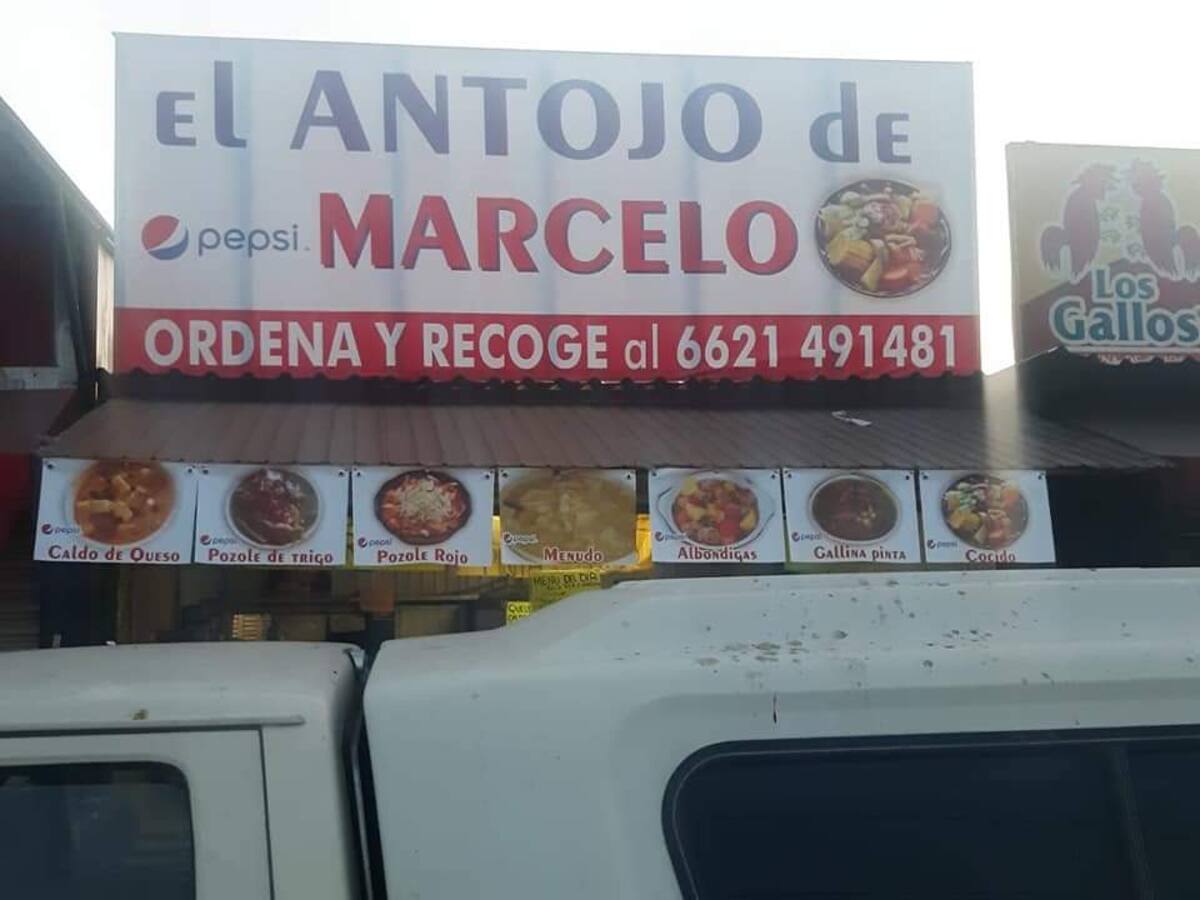 El ANTOJO de
pepsi MARCELO
ORDENA Y RECOGE al 6621 491481
Los
Gallos
pepsi
CALDO DE QUESO
pepsi
POZOLE DE TRIGO
pepsi
POZOLE ROJO
pepsi
MENUDO
pepsi
ALBÓNDIGAS
pepsi
GALLINA PINTA
pepsi
COCIDO
MENU DEL DIA